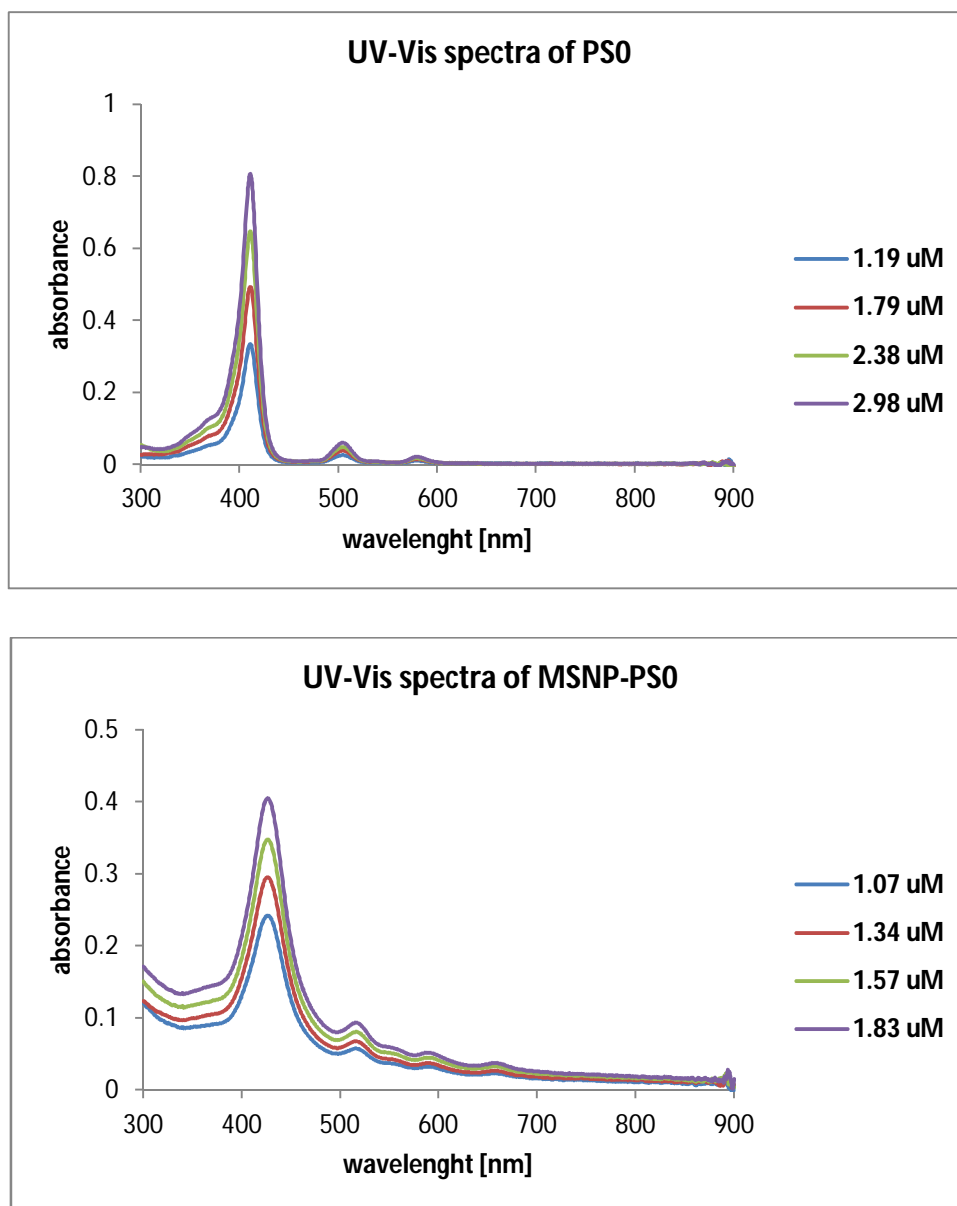 UV-Vis spectra of PS0
1
0.8
0.6
0.4
0.2
0
absorbance
300 400 500 600 700 800 900
wavelenght [nm]
1.19 uM
1.79 uM
2.38 uM
2.98 uM
UV-Vis spectra of MSNP-PS0
0.5
0.4
0.3
0.2
0.1
0
absorbance
300 400 500 600 700 800 900
wavelenght [nm]
1.07 uM
1.34 uM
1.57 uM
1.83 uM